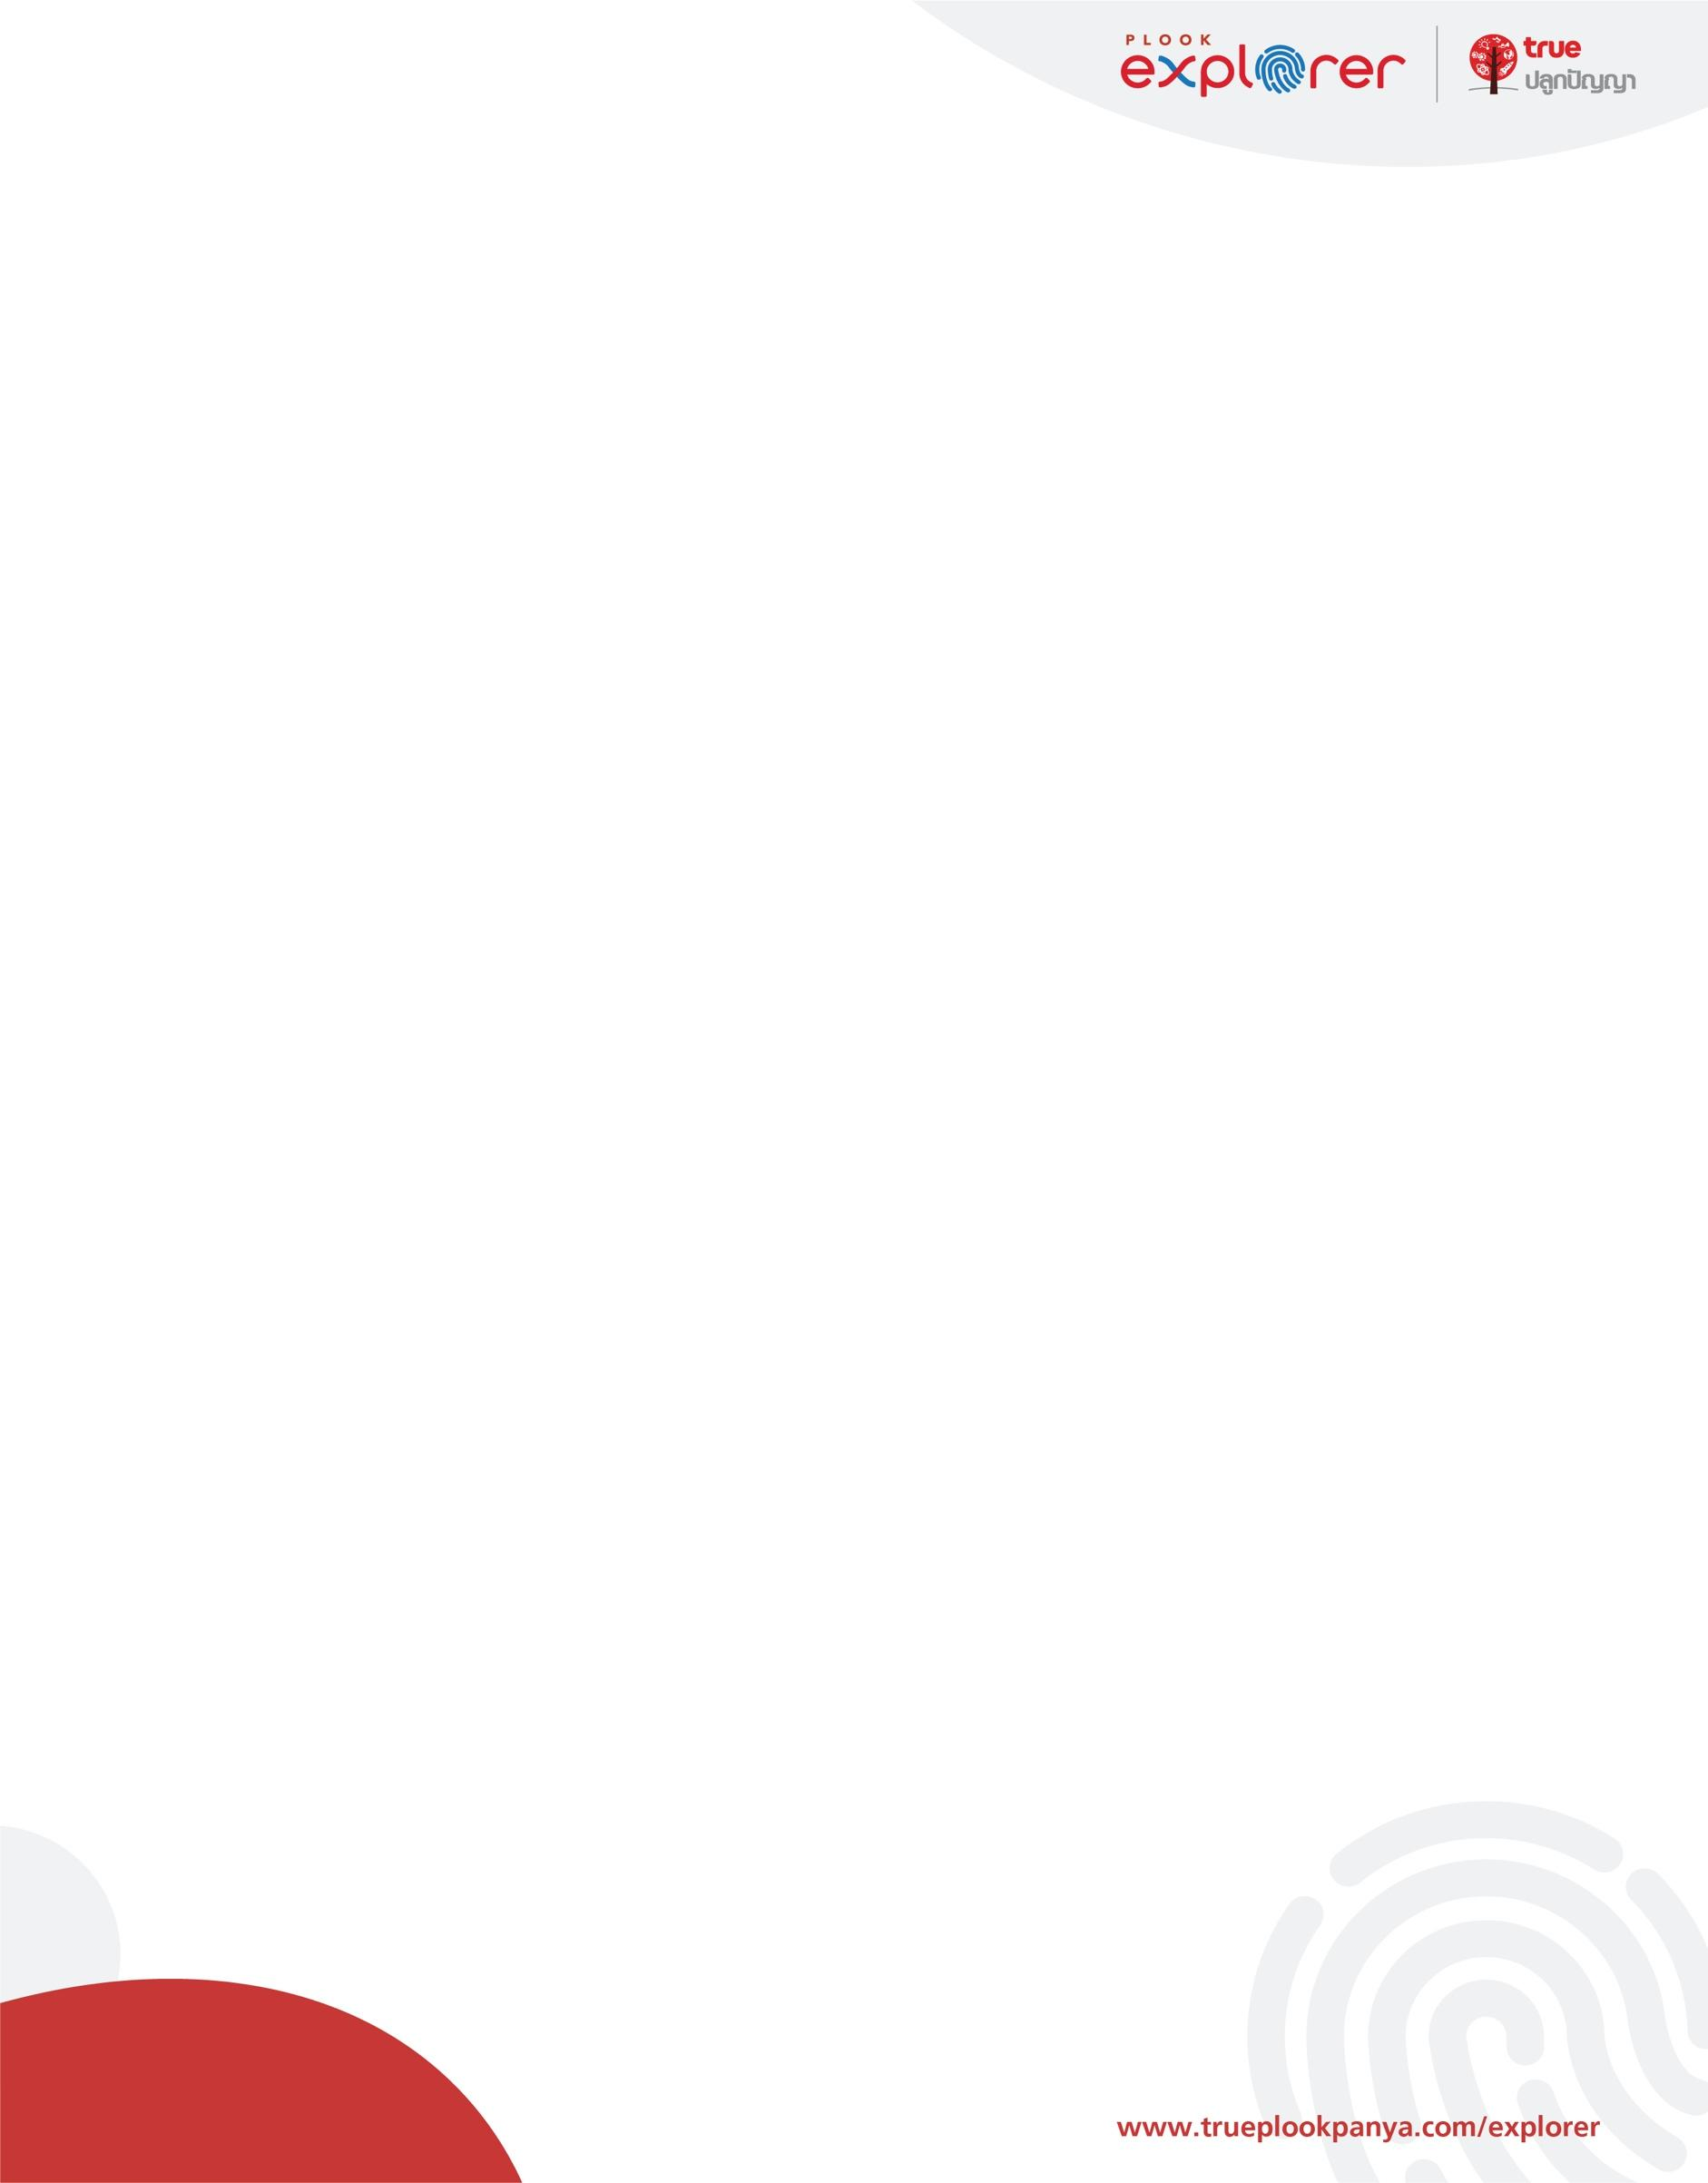 PLOOK
explorer
true
ปลูกปัญญา
www.trueplookpanya.com/explorer